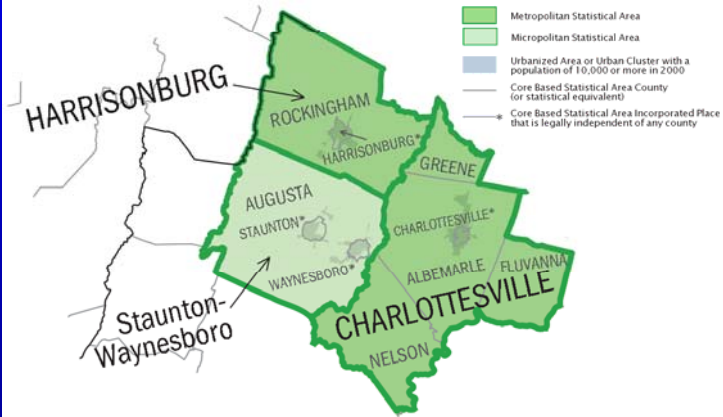 Metropolitan Statistical Area
Micropolitan Statistical Area
Urbanized Area or Urban Cluster with a
population of 10,000 or more in 2000
Core Based Statistical Area County
(or statistical equivalent)
* Core Based Statistical Area Incorporated Place
that is legally independent of any county
HARRISONBURG
ROCKINGHAM
HARRISONBURG*
GREENE
AUGUSTA
STAUNTON*
CHARLOTTESVILLE*
WAYNESBORO*
ALBEMARLE
FLUVANNA
Staunton-
Waynesboro
CHARLOTTESVILLE
NELSON